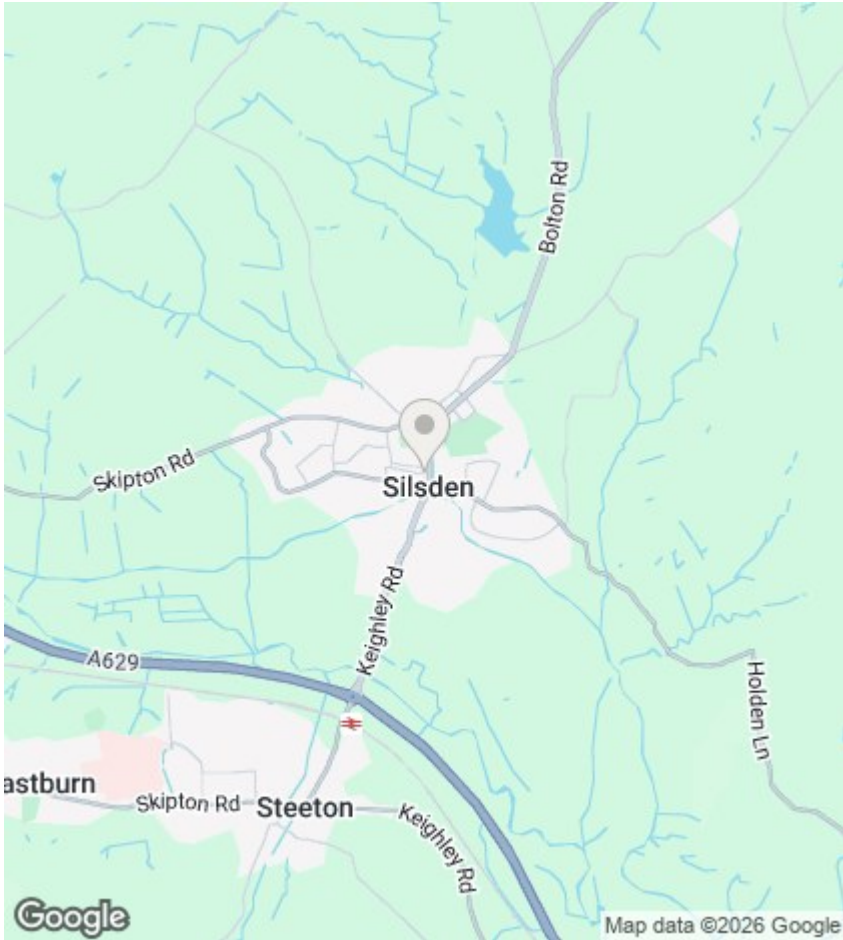 Bolton Rd
Skipton Rd
Silsden
Keighley Rd
A629
Holden Ln
astburn
Skipton Rd
Steeton
Keighley Rd
Google
Map data ©2026 Google